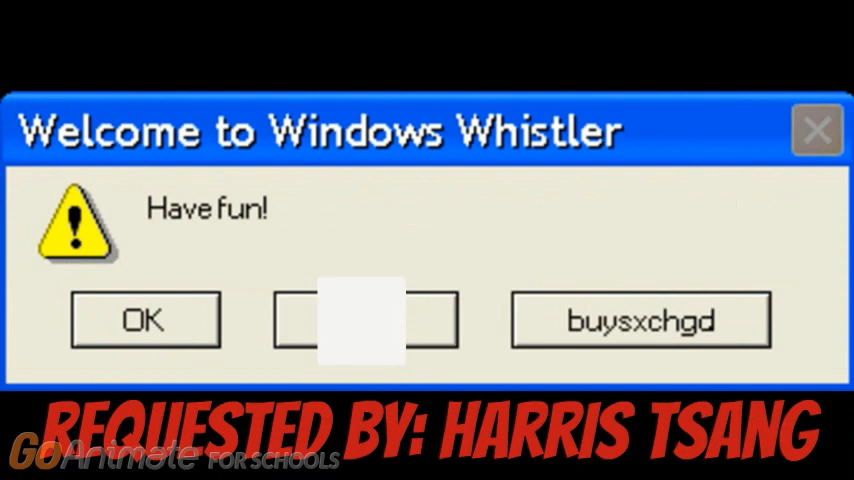 Welcome to Windows Whistler
Have fun!
OK
buysxchgd
REQUESTED BY: HARRIS TSANG
GOAnimate FOR SCHOOLS